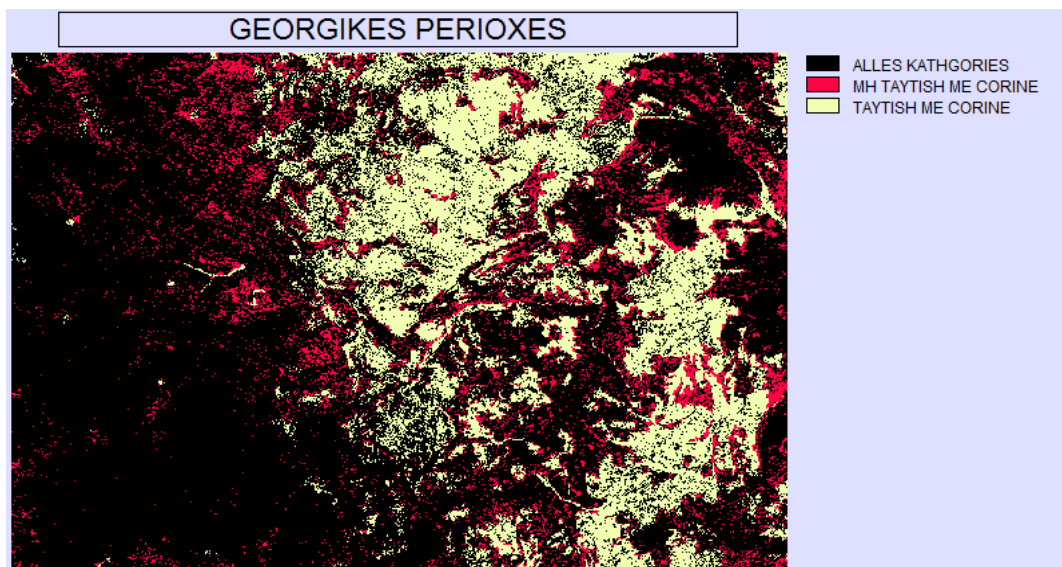 GEORGIKES PERIOXES
ALLES KATHGORIES
MH TAYTISH ME CORINE
TAYTISH ME CORINE